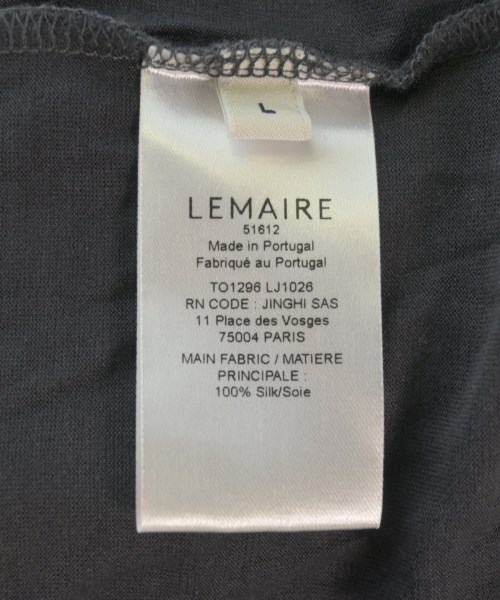 L
LEMAIRE
51612
Made in Portugal
Fabriqué au Portugal
TO1296 LJ1026
RN CODE : JINGHI SAS
11 Place des Vosges
75004 PARIS
MAIN FABRIC / MATIERE
PRINCIPALE :
100% Silk/Soie